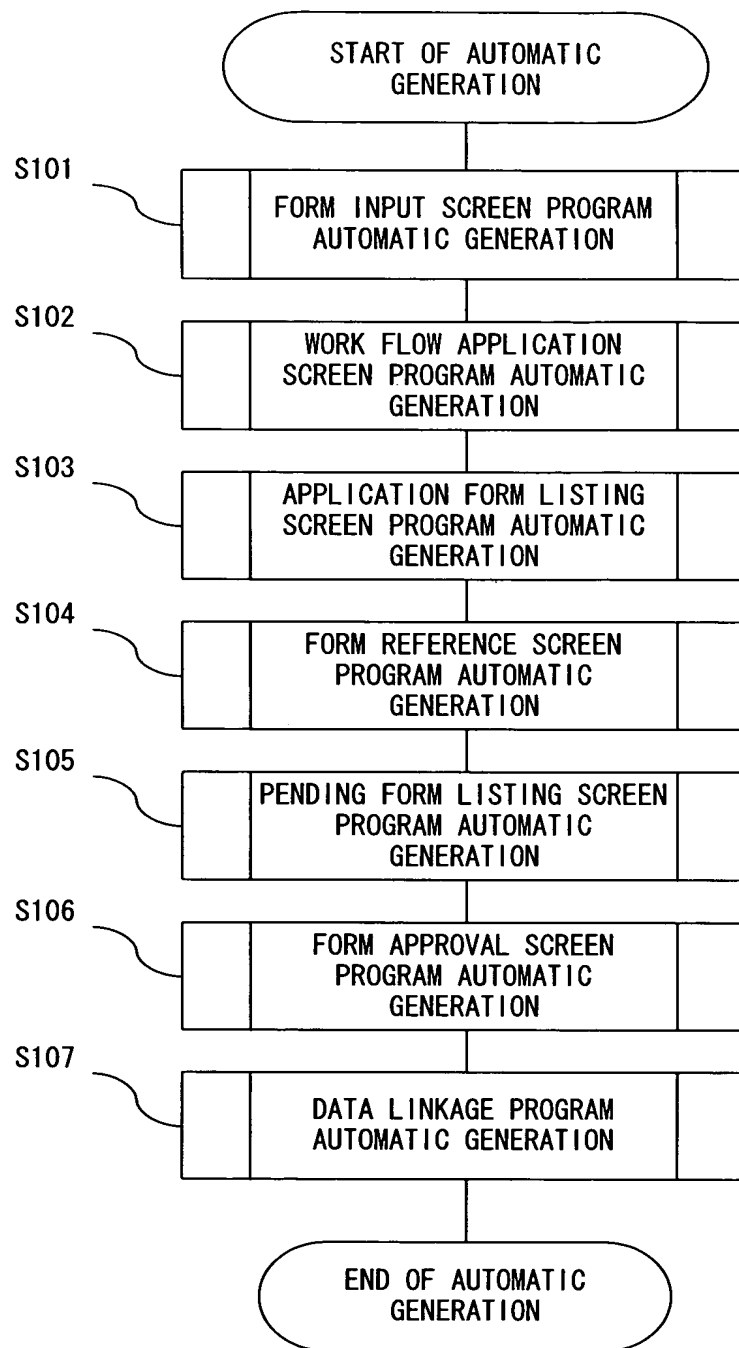 START OF AUTOMATIC
GENERATION
S101
FORM INPUT SCREEN PROGRAM
AUTOMATIC GENERATION
S102
WORK FLOW APPLICATION
SCREEN PROGRAM AUTOMATIC
GENERATION
S103
APPLICATION FORM LISTING
SCREEN PROGRAM AUTOMATIC
GENERATION
S104
FORM REFERENCE SCREEN
PROGRAM AUTOMATIC
GENERATION
S105
PENDING FORM LISTING SCREEN
PROGRAM AUTOMATIC
GENERATION
S106
FORM APPROVAL SCREEN
PROGRAM AUTOMATIC
GENERATION
S107
DATA LINKAGE PROGRAM
AUTOMATIC GENERATION
END OF AUTOMATIC
GENERATION